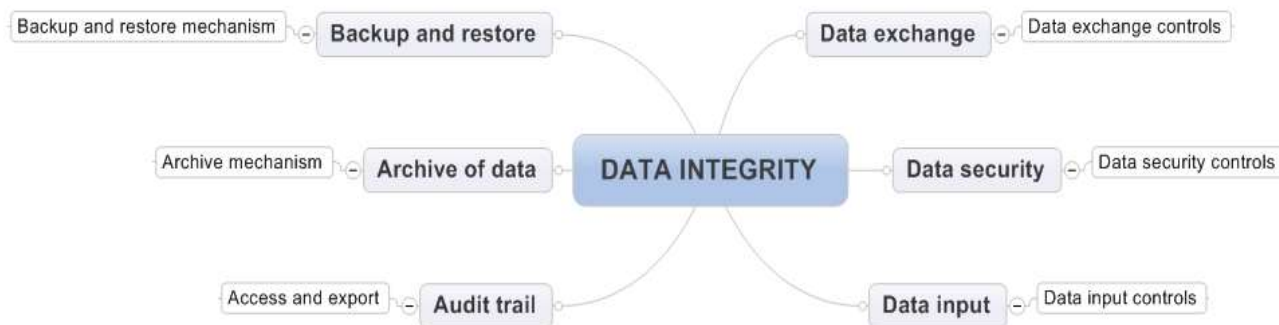 Backup and restore mechanism
Backup and restore
Data exchange
Data exchange controls
Archive mechanism
Archive of data
DATA INTEGRITY
Data security
Data security controls
Access and export
Audit trail
Data input
Data input controls